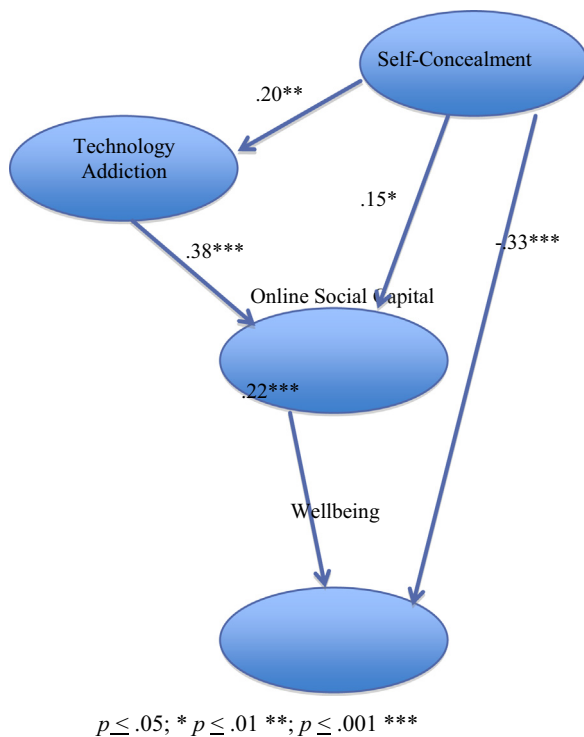 Self-Concealment
.20**
Technology
Addiction
.15*
-.33***
.38***
Online Social Capital
.22***
Wellbeing
p ≤ .05; * p ≤ .01 **; p ≤ .001 ***